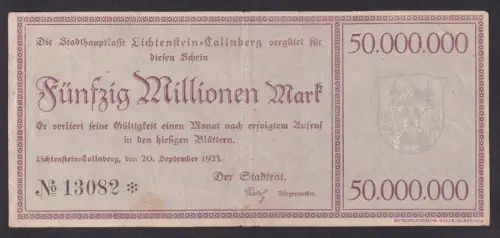 Die Stadthauptkasse Lichtenstein-Callnberg vergütet für
diesen Schein
Fünfzig Millionen Mark
Er verliert seine Gültigkeit einen Monat nach erfolgtem Aufruf
in den hiesigen Blättern.
Lichtenstein-Callnberg, den 20. September 1923.
Der Stadtrat.
Bürgermeister.
№ 13082 *
50.000,000
50.000.000